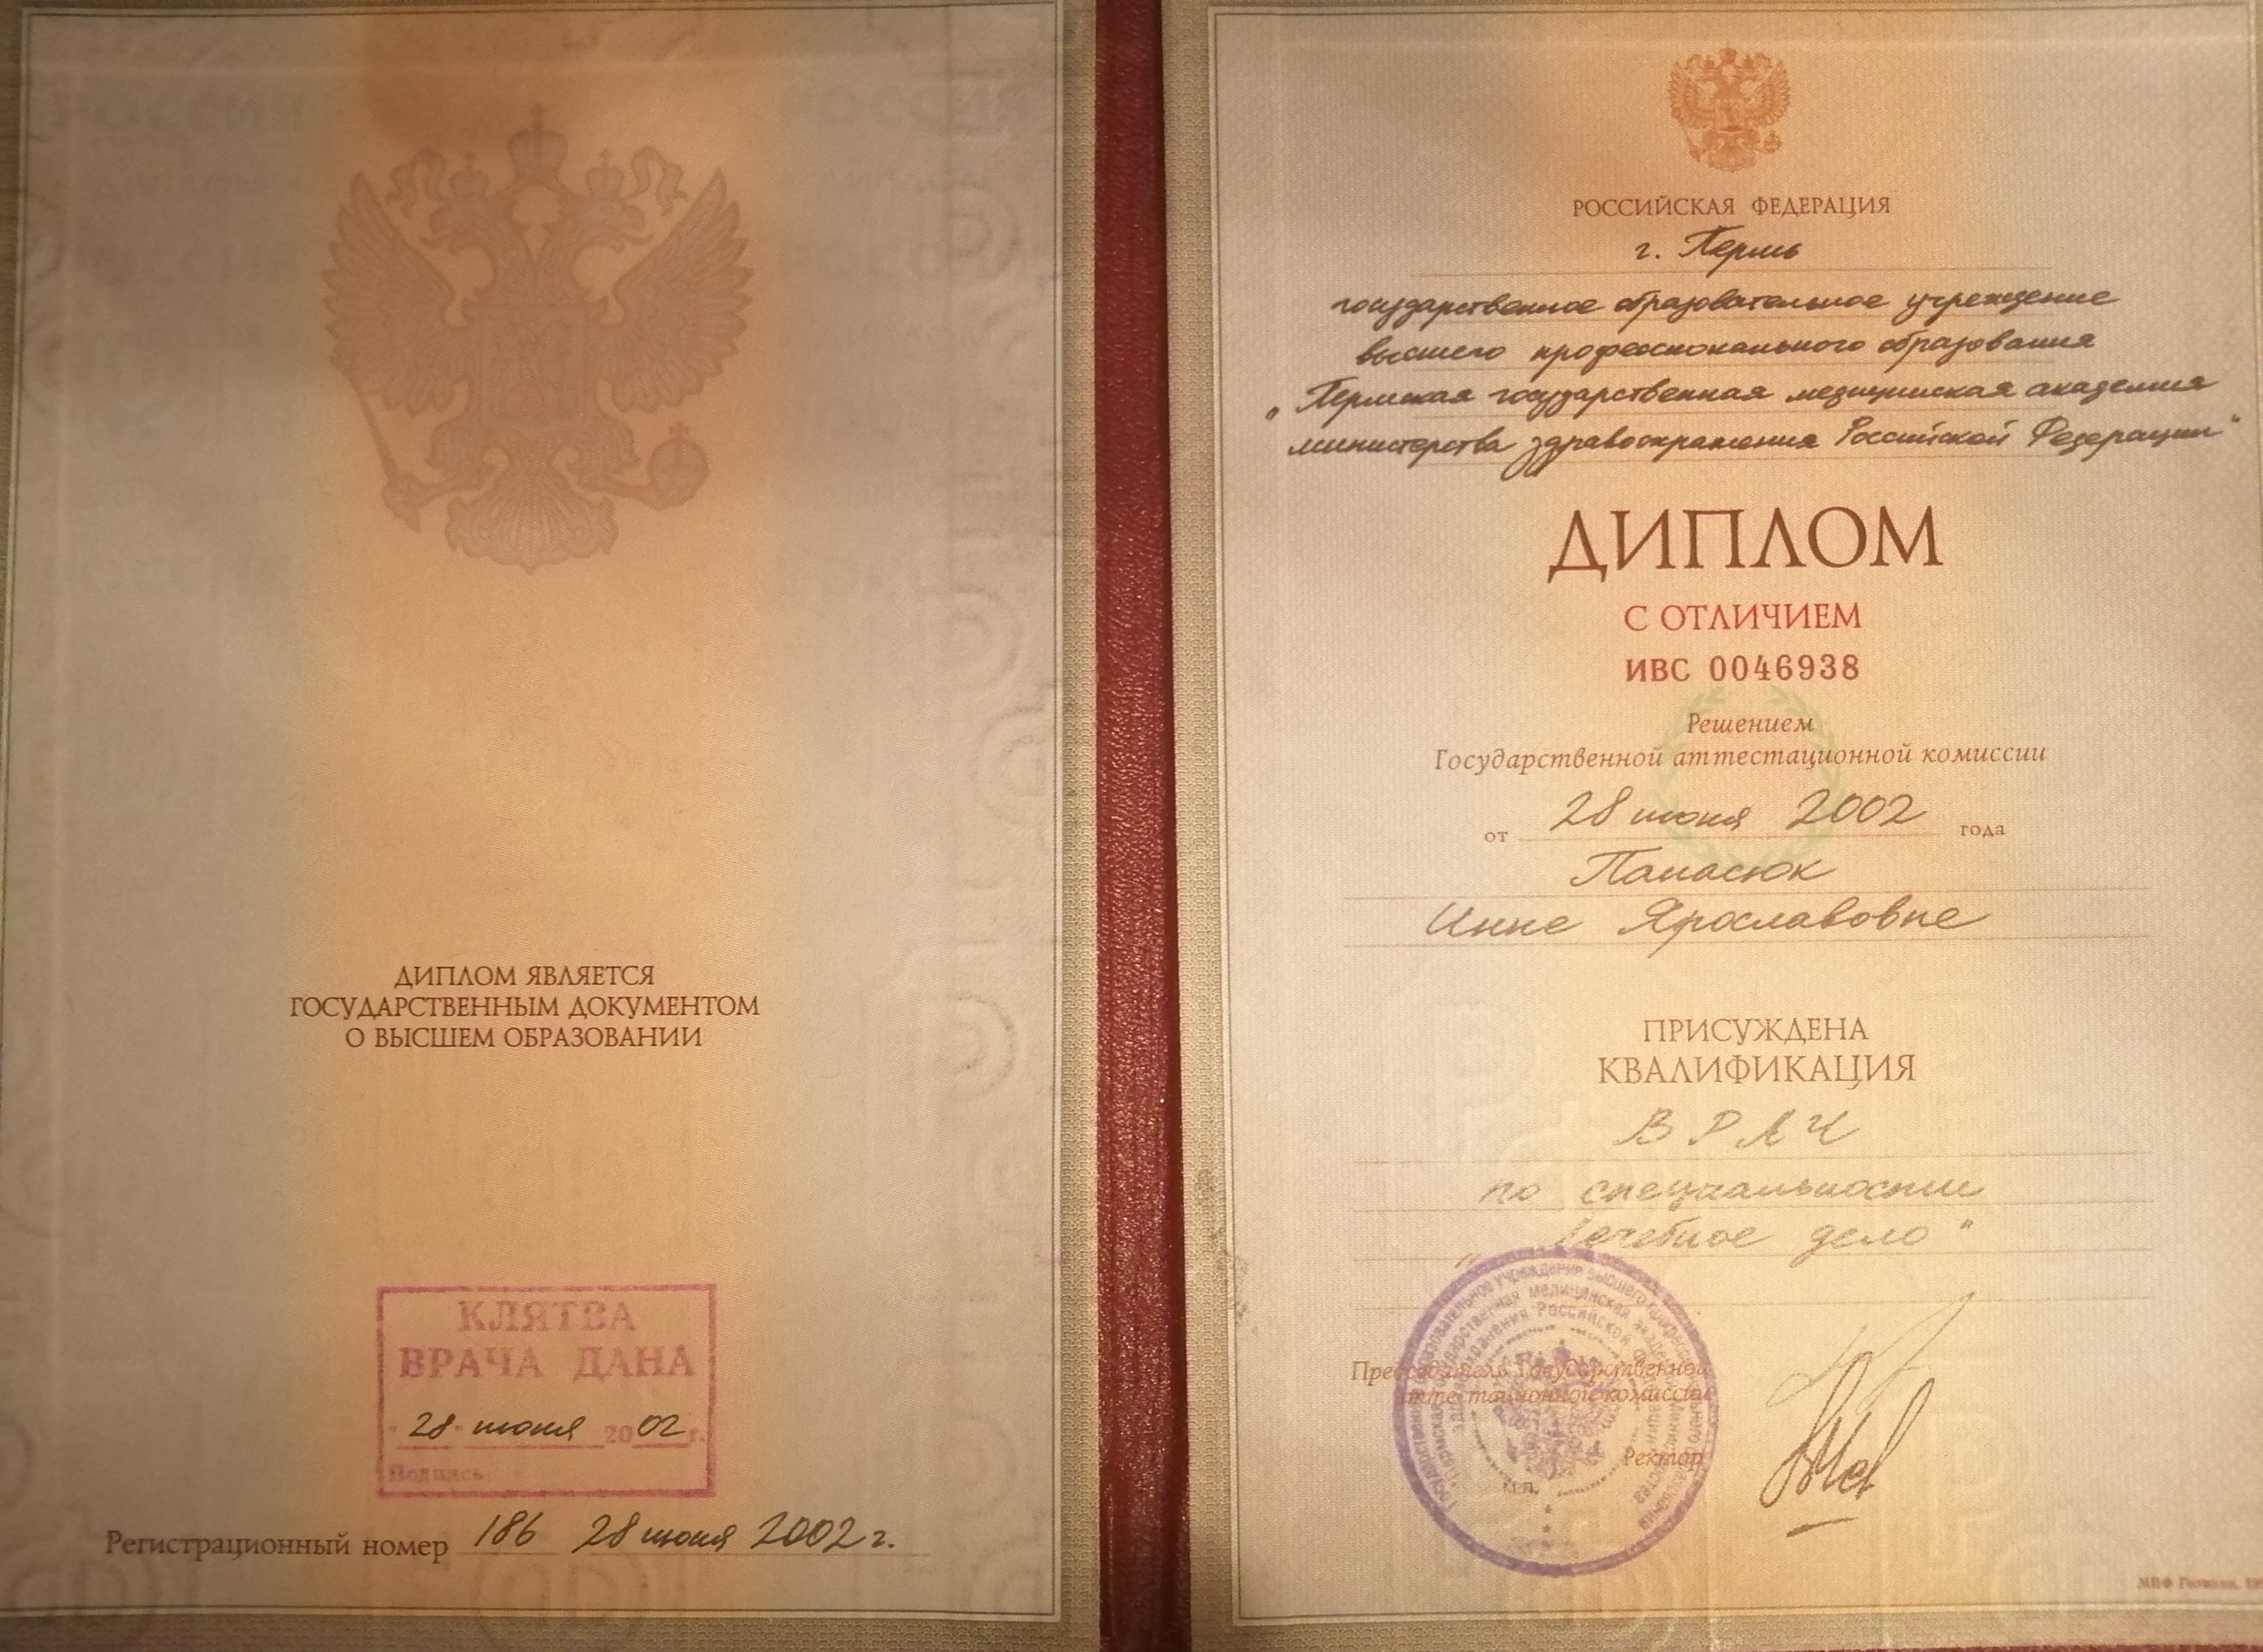 ДИПЛОМ ЯВЛЯЕТСЯ
ГОСУДАРСТВЕННЫМ ДОКУМЕНТОМ
О ВЫСШЕМ ОБРАЗОВАНИИ
КЛЯТВА
ВРАЧА ДАНА
"28" июня 2002 г.
Подпись
Регистрационный номер 186 28 июня 2002 г.
РОССИЙСКАЯ ФЕДЕРАЦИЯ
г. Пермь
государственное образовательное учреждение
высшего профессионального образования
"Пермская государственная медицинская академия
министерства здравоохранения Российской Федерации"
ДИПЛОМ
С ОТЛИЧИЕМ
ИВС 0046938
Решением
Государственной аттестационной комиссии
от 28 июня 2002 года
Панасюк
Инне Ярославовне
ПРИСУЖДЕНА
КВАЛИФИКАЦИЯ
ВРАЧ
по специальности
"Лечебное дело"
Председатель Государственной
аттестационной комиссии
Ректор
М.П.